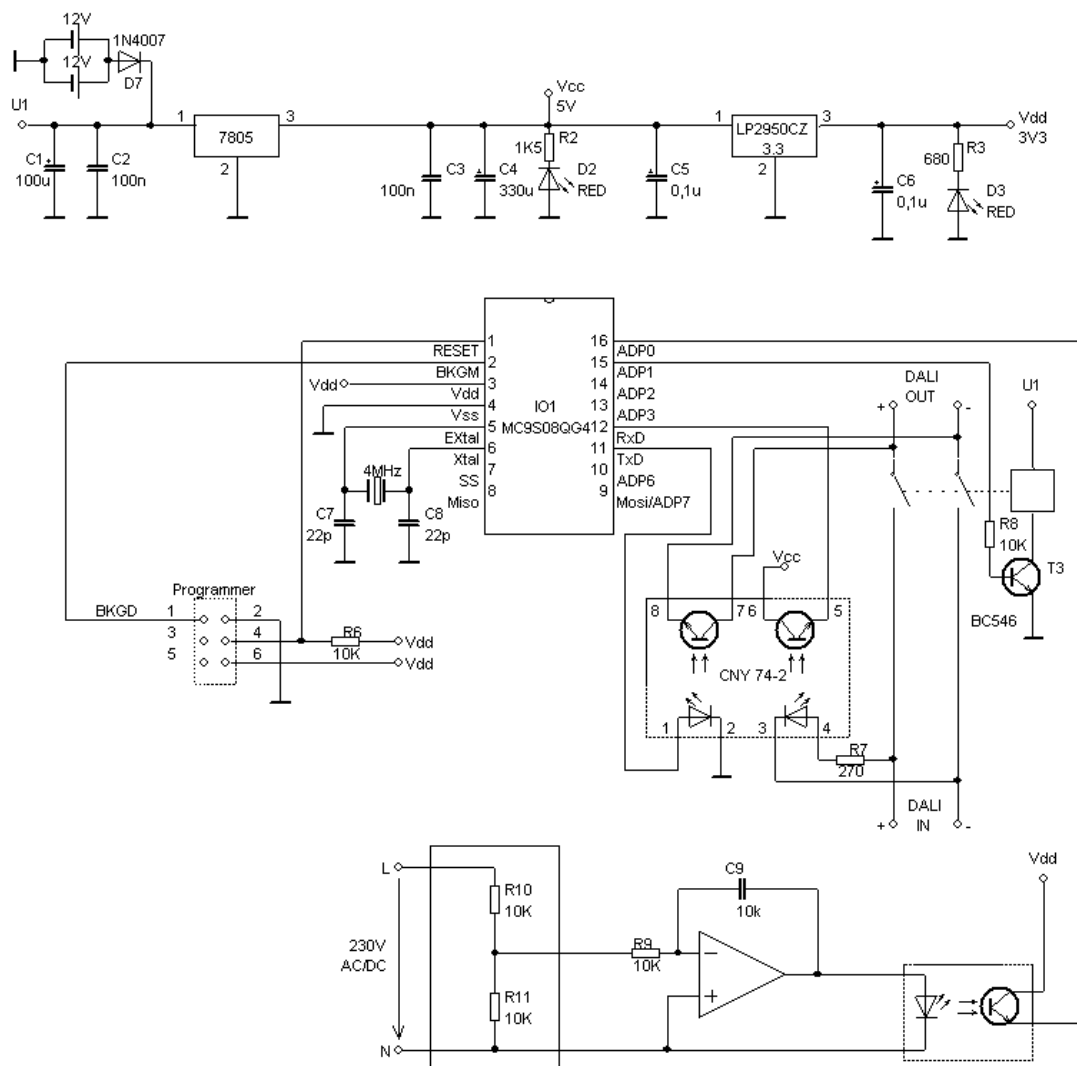 12V
1N4007
12V
D7
U1
1
7805
3
2
C1
100u
C2
100n
C3
100n
C4
330u
Vcc
5V
R2
1K5
D2
RED
C5
0,1u
1
LP2950CZ
3.3
3
2
C6
0,1u
R3
680
D3
RED
Vdd
3V3
1
RESET
2
BKGM
3
Vdd
Vdd
4
Vss
5
EXtal
6
Xtal
7
SS
8
Miso
IO1
MC9S08QG4
16
ADP0
15
ADP1
14
ADP2
13
ADP3
12
RxD
11
TxD
10
ADP6
9
Mosi/ADP7
4MHz
C7
22p
C8
22p
DALI
OUT
+
-
U1
R8
10K
T3
BC546
Programmer
BKGD
1
2
3
4
5
6
R6
10K
Vdd
Vdd
Vcc
8
7
6
5
CNY 74-2
1
2
3
4
R7
270
DALI
IN
+
-
L
R10
10K
230V
AC/DC
R11
10K
N
R9
10K
C9
10k
−
+
Vdd